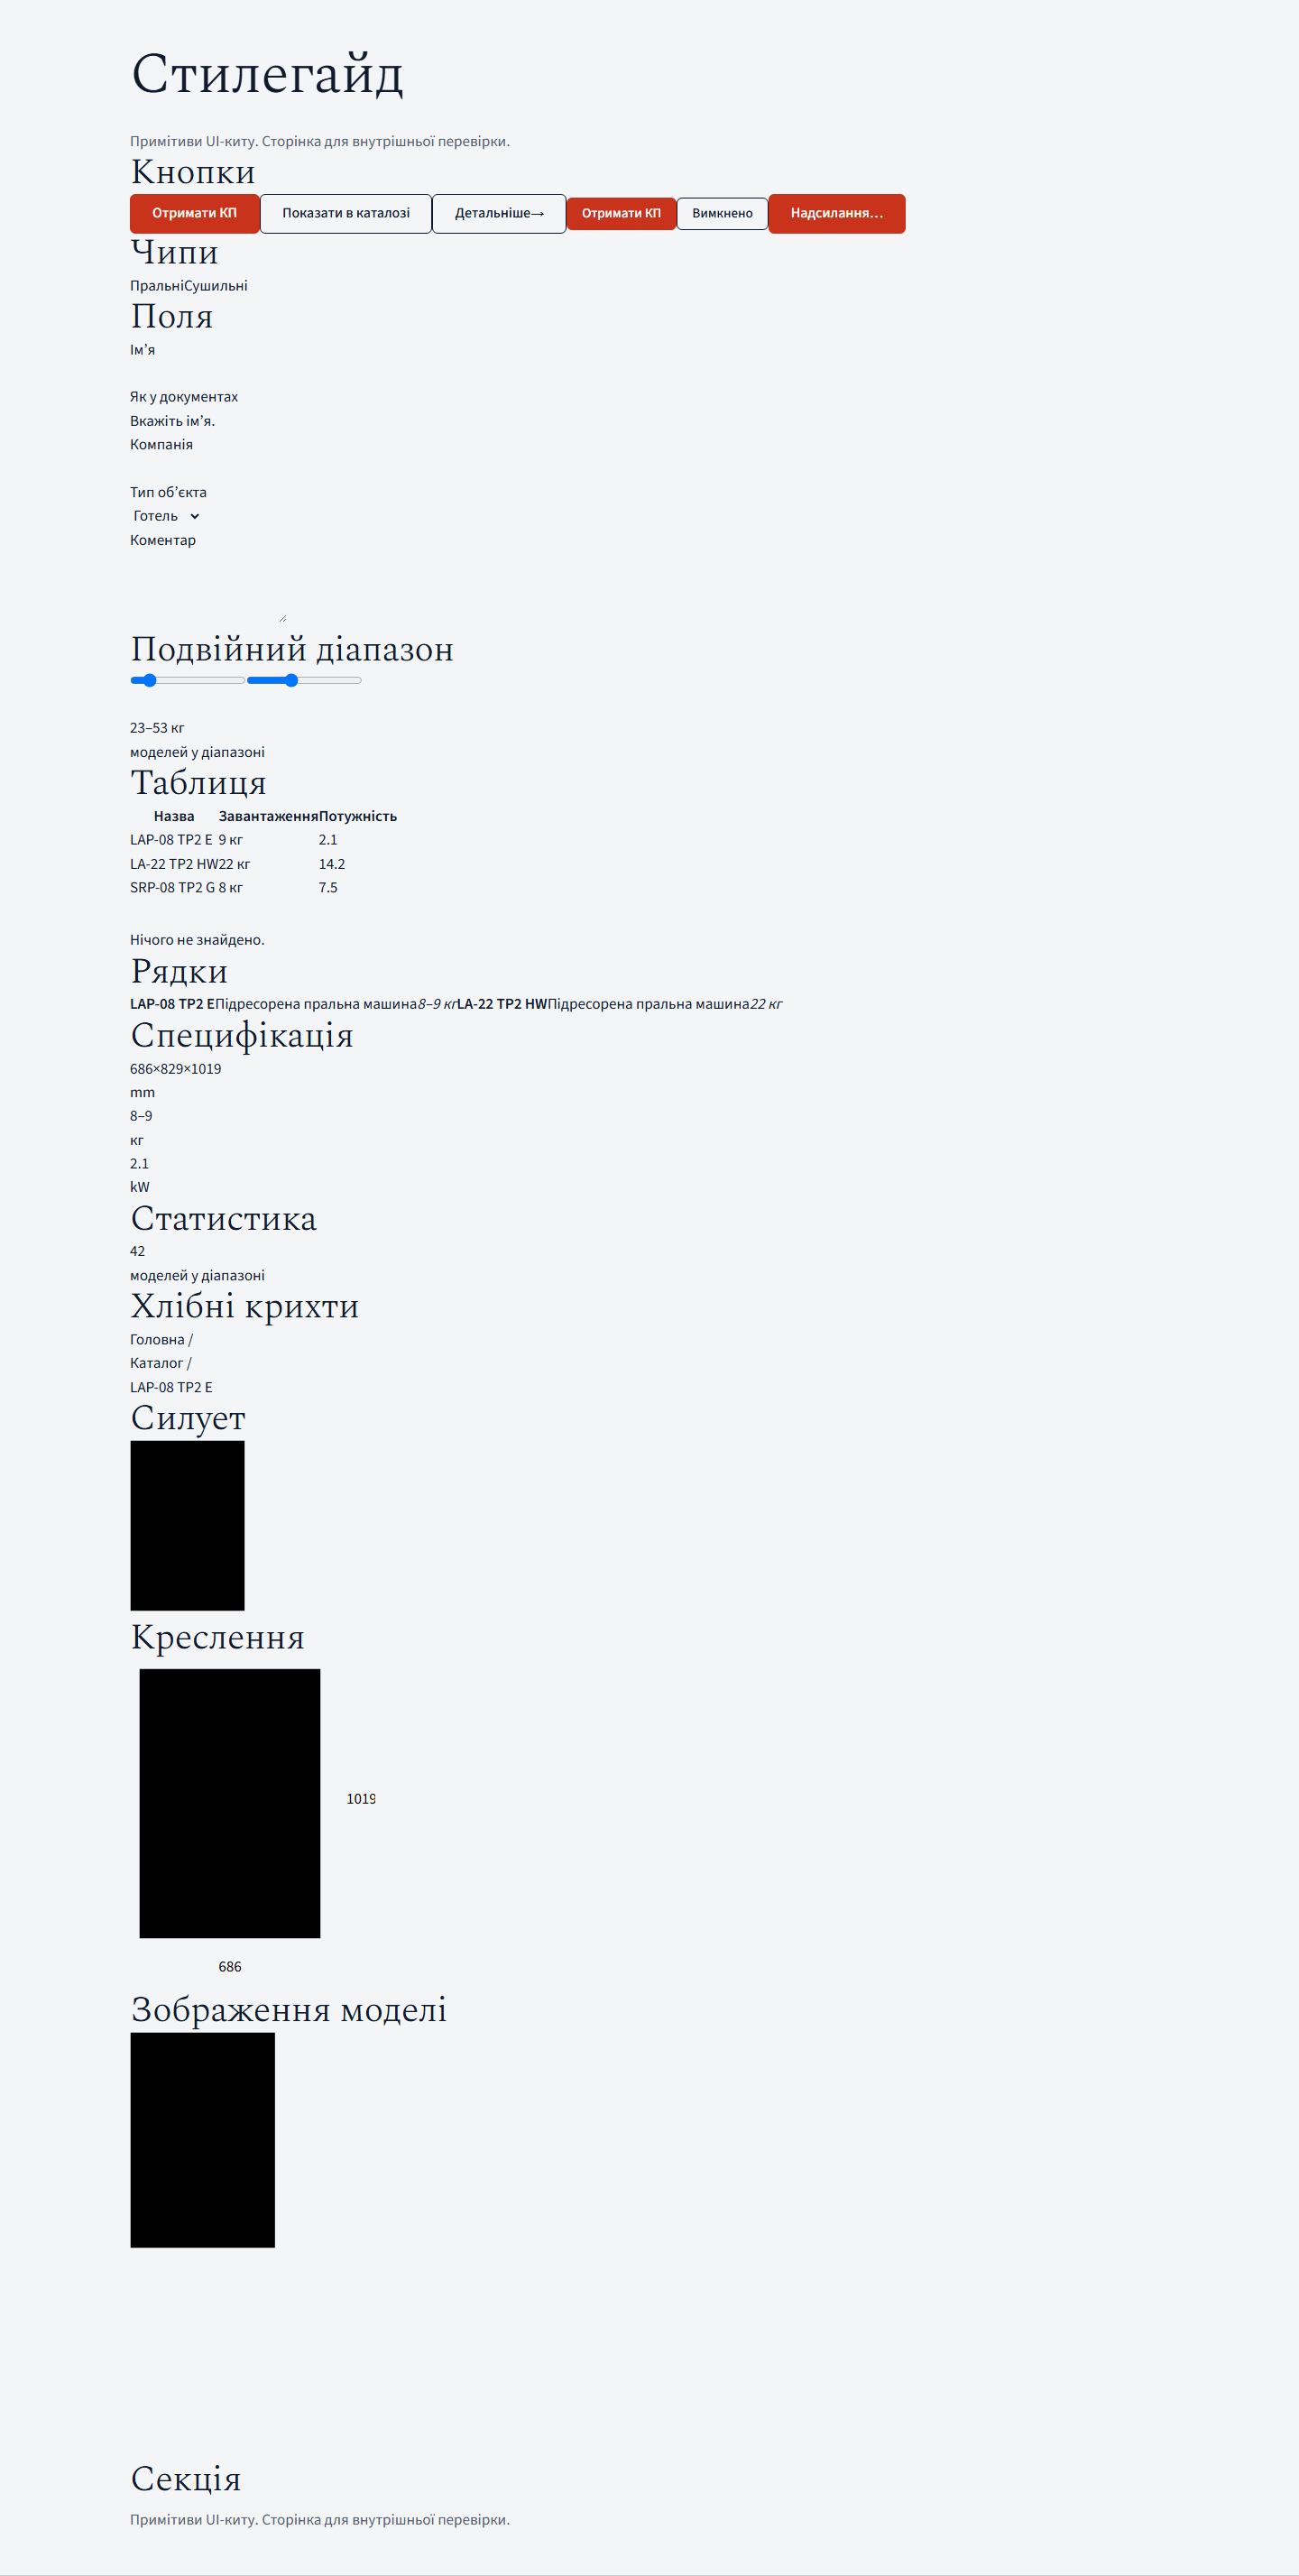 Стилегайд
Примітиви UI-киту. Сторінка для внутрішньої перевірки.
Кнопки
Отримати КП Показати в каталозі Детальніше→ Отримати КП Вимкнено Надсилання…
Чипи
ПральніСушильні
Поля
Ім’я
Як у документах
Вкажіть ім’я.
Компанія
Тип об’єкта
Готель
Коментар
Подвійний діапазон
23–53 кг
моделей у діапазоні
Таблиця
Назва ЗавантаженняПотужність
LAP-08 TP2 E 9 кг 2.1
LA-22 TP2 HW22 кг 14.2
SRP-08 TP2 G 8 кг 7.5
Нічого не знайдено.
Рядки
LAP-08 TP2 EПідресорена пральна машина8–9 кгLA-22 TP2 HWПідресорена пральна машина22 кг
Специфікація
686×829×1019
mm
8–9
кг
2.1
kW
Статистика
42
моделей у діапазоні
Хлібні крихти
Головна /
Каталог /
LAP-08 TP2 E
Силует
Креслення
1019
686
Зображення моделі
Секція
Примітиви UI-киту. Сторінка для внутрішньої перевірки.